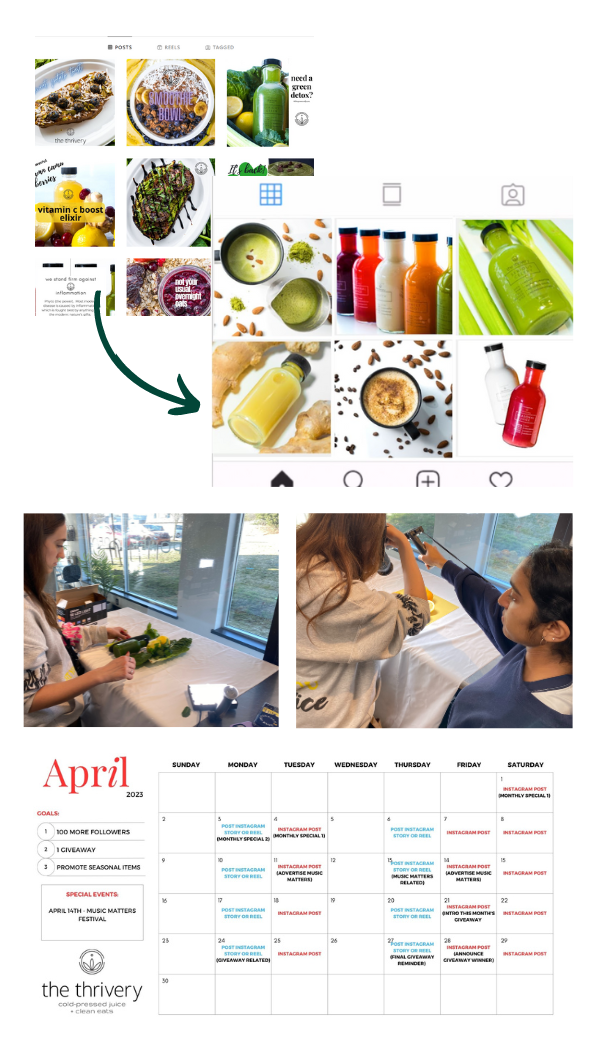 POSTS
REELS
TAGGED
the thrivery
SMOOTHIE
BOWL
need a
green
detox?
vitamin c boost
elixir
It's back!
we stand firm against
inflammation
not your
usual
overnight
oats
April
2023
GOALS:
1 100 MORE FOLLOWERS
2 1 GIVEAWAY
3 PROMOTE SEASONAL ITEMS
SPECIAL EVENTS:
APRIL 14TH - MUSIC MATTERS
FESTIVAL
the thrivery
cold-pressed juice
+ clean eats
SUNDAY MONDAY TUESDAY WEDNESDAY THURSDAY FRIDAY SATURDAY
1
INSTAGRAM POST
(MONTHLY SPECIAL 1)
2
3
POST INSTAGRAM
STORY OR REEL
(MONTHLY SPECIAL 2)
4
INSTAGRAM POST
(MONTHLY SPECIAL 1)
5
6
POST INSTAGRAM
STORY OR REEL
7
INSTAGRAM POST
8
INSTAGRAM POST
9
10
POST INSTAGRAM
STORY OR REEL
11
INSTAGRAM POST
(ADVERTISE MUSIC
MATTERS)
12
13
POST INSTAGRAM
STORY OR REEL
(MUSIC MATTERS
RELATED)
14
INSTAGRAM POST
(ADVERTISE MUSIC
MATTERS)
15
INSTAGRAM POST
16
17
POST INSTAGRAM
STORY OR REEL
18
INSTAGRAM POST
19
20
POST INSTAGRAM
STORY OR REEL
21
INSTAGRAM POST
(INTRO THIS MONTH'S
GIVEAWAY
22
INSTAGRAM POST
23
24
POST INSTAGRAM
STORY OR REEL
(GIVEAWAY RELATED)
25
INSTAGRAM POST
26
27
POST INSTAGRAM
STORY OR REEL
(FINAL GIVEAWAY
REMINDER)
28
INSTAGRAM POST
(ANNOUNCE
GIVEAWAY WINNER)
29
INSTAGRAM POST
30